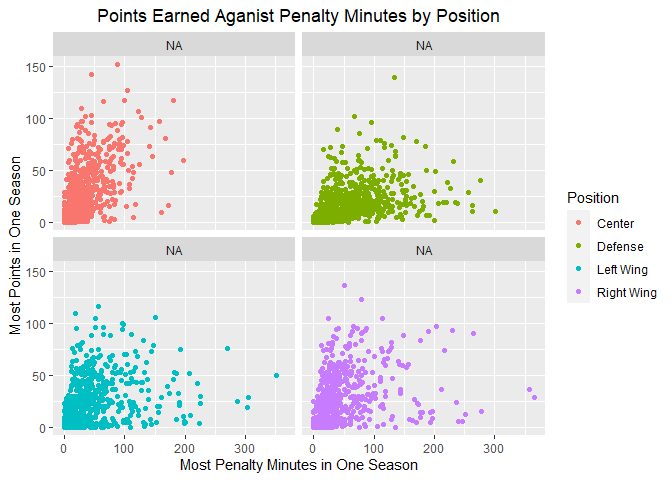 Points Earned Aganist Penalty Minutes by Position
NA
NA
150
100
50
0
NA
NA
150
100
50
0
0
100
200
300
0
100
200
300
Most Points in One Season
Most Penalty Minutes in One Season
Position
Center
Defense
Left Wing
Right Wing